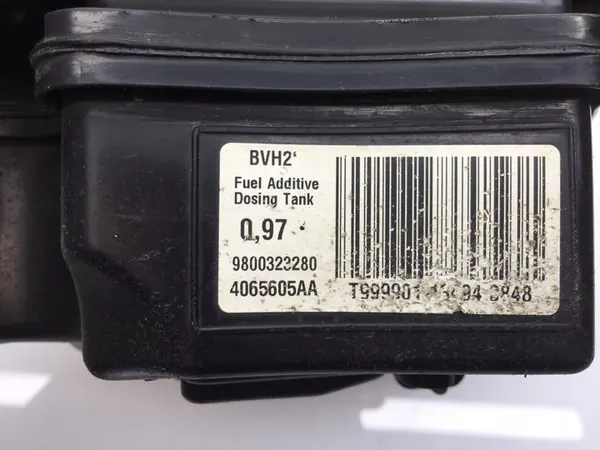 BVH2'
Fuel Additive
Dosing Tank
0,97
9800323280
4065605AA